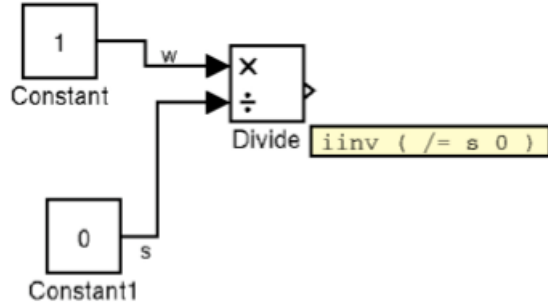 1
w
×
÷
Constant
Divide
iinv ( /= s 0 )
0
s
Constant1